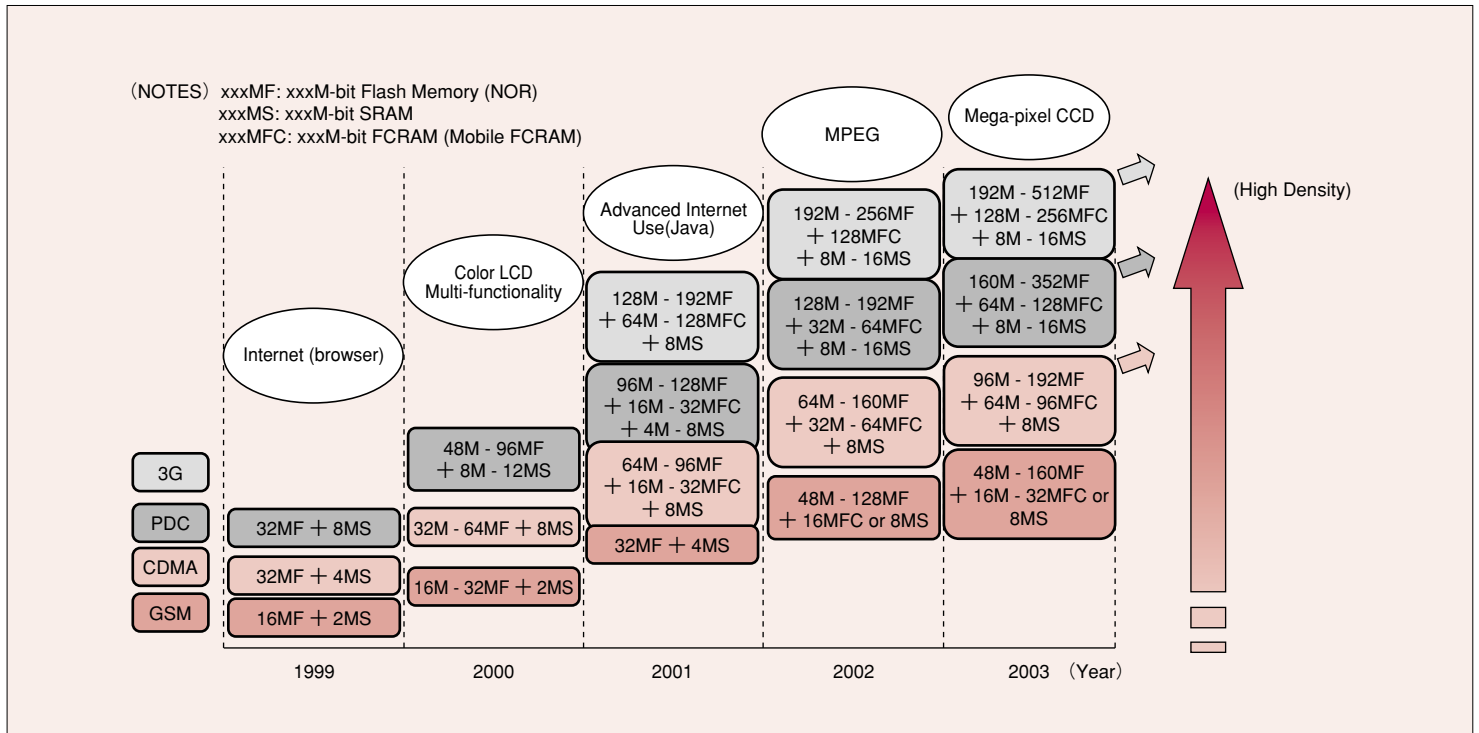 （NOTES）xxxMF: xxxM-bit Flash Memory (NOR)
xxxMS: xxxM-bit SRAM
xxxMFC: xxxM-bit FCRAM (Mobile FCRAM)
Internet (browser)
Color LCD
Multi-functionality
Advanced Internet
Use(Java)
MPEG
Mega-pixel CCD
(High Density)
3G
PDC
CDMA
GSM
32MF + 8MS
32MF + 4MS
16MF + 2MS
48M - 96MF
+ 8M - 12MS
32M - 64MF + 8MS
16M - 32MF + 2MS
128M - 192MF
+ 64M - 128MFC
+ 8MS
96M - 128MF
+ 16M - 32MFC
+ 4M - 8MS
64M - 96MF
+ 16M - 32MFC
+ 8MS
32MF + 4MS
192M - 256MF
+ 128MFC
+ 8M - 16MS
128M - 192MF
+ 32M - 64MFC
+ 8M - 16MS
64M - 160MF
+ 32M - 64MFC
+ 8MS
48M - 128MF
+ 16MFC or 8MS
192M - 512MF
+ 128M - 256MFC
+ 8M - 16MS
160M - 352MF
+ 64M - 128MFC
+ 8M - 16MS
96M - 192MF
+ 64M - 96MFC
+ 8MS
48M - 160MF
+ 16M - 32MFC or
8MS
1999 2000 2001 2002 2003 （Year）